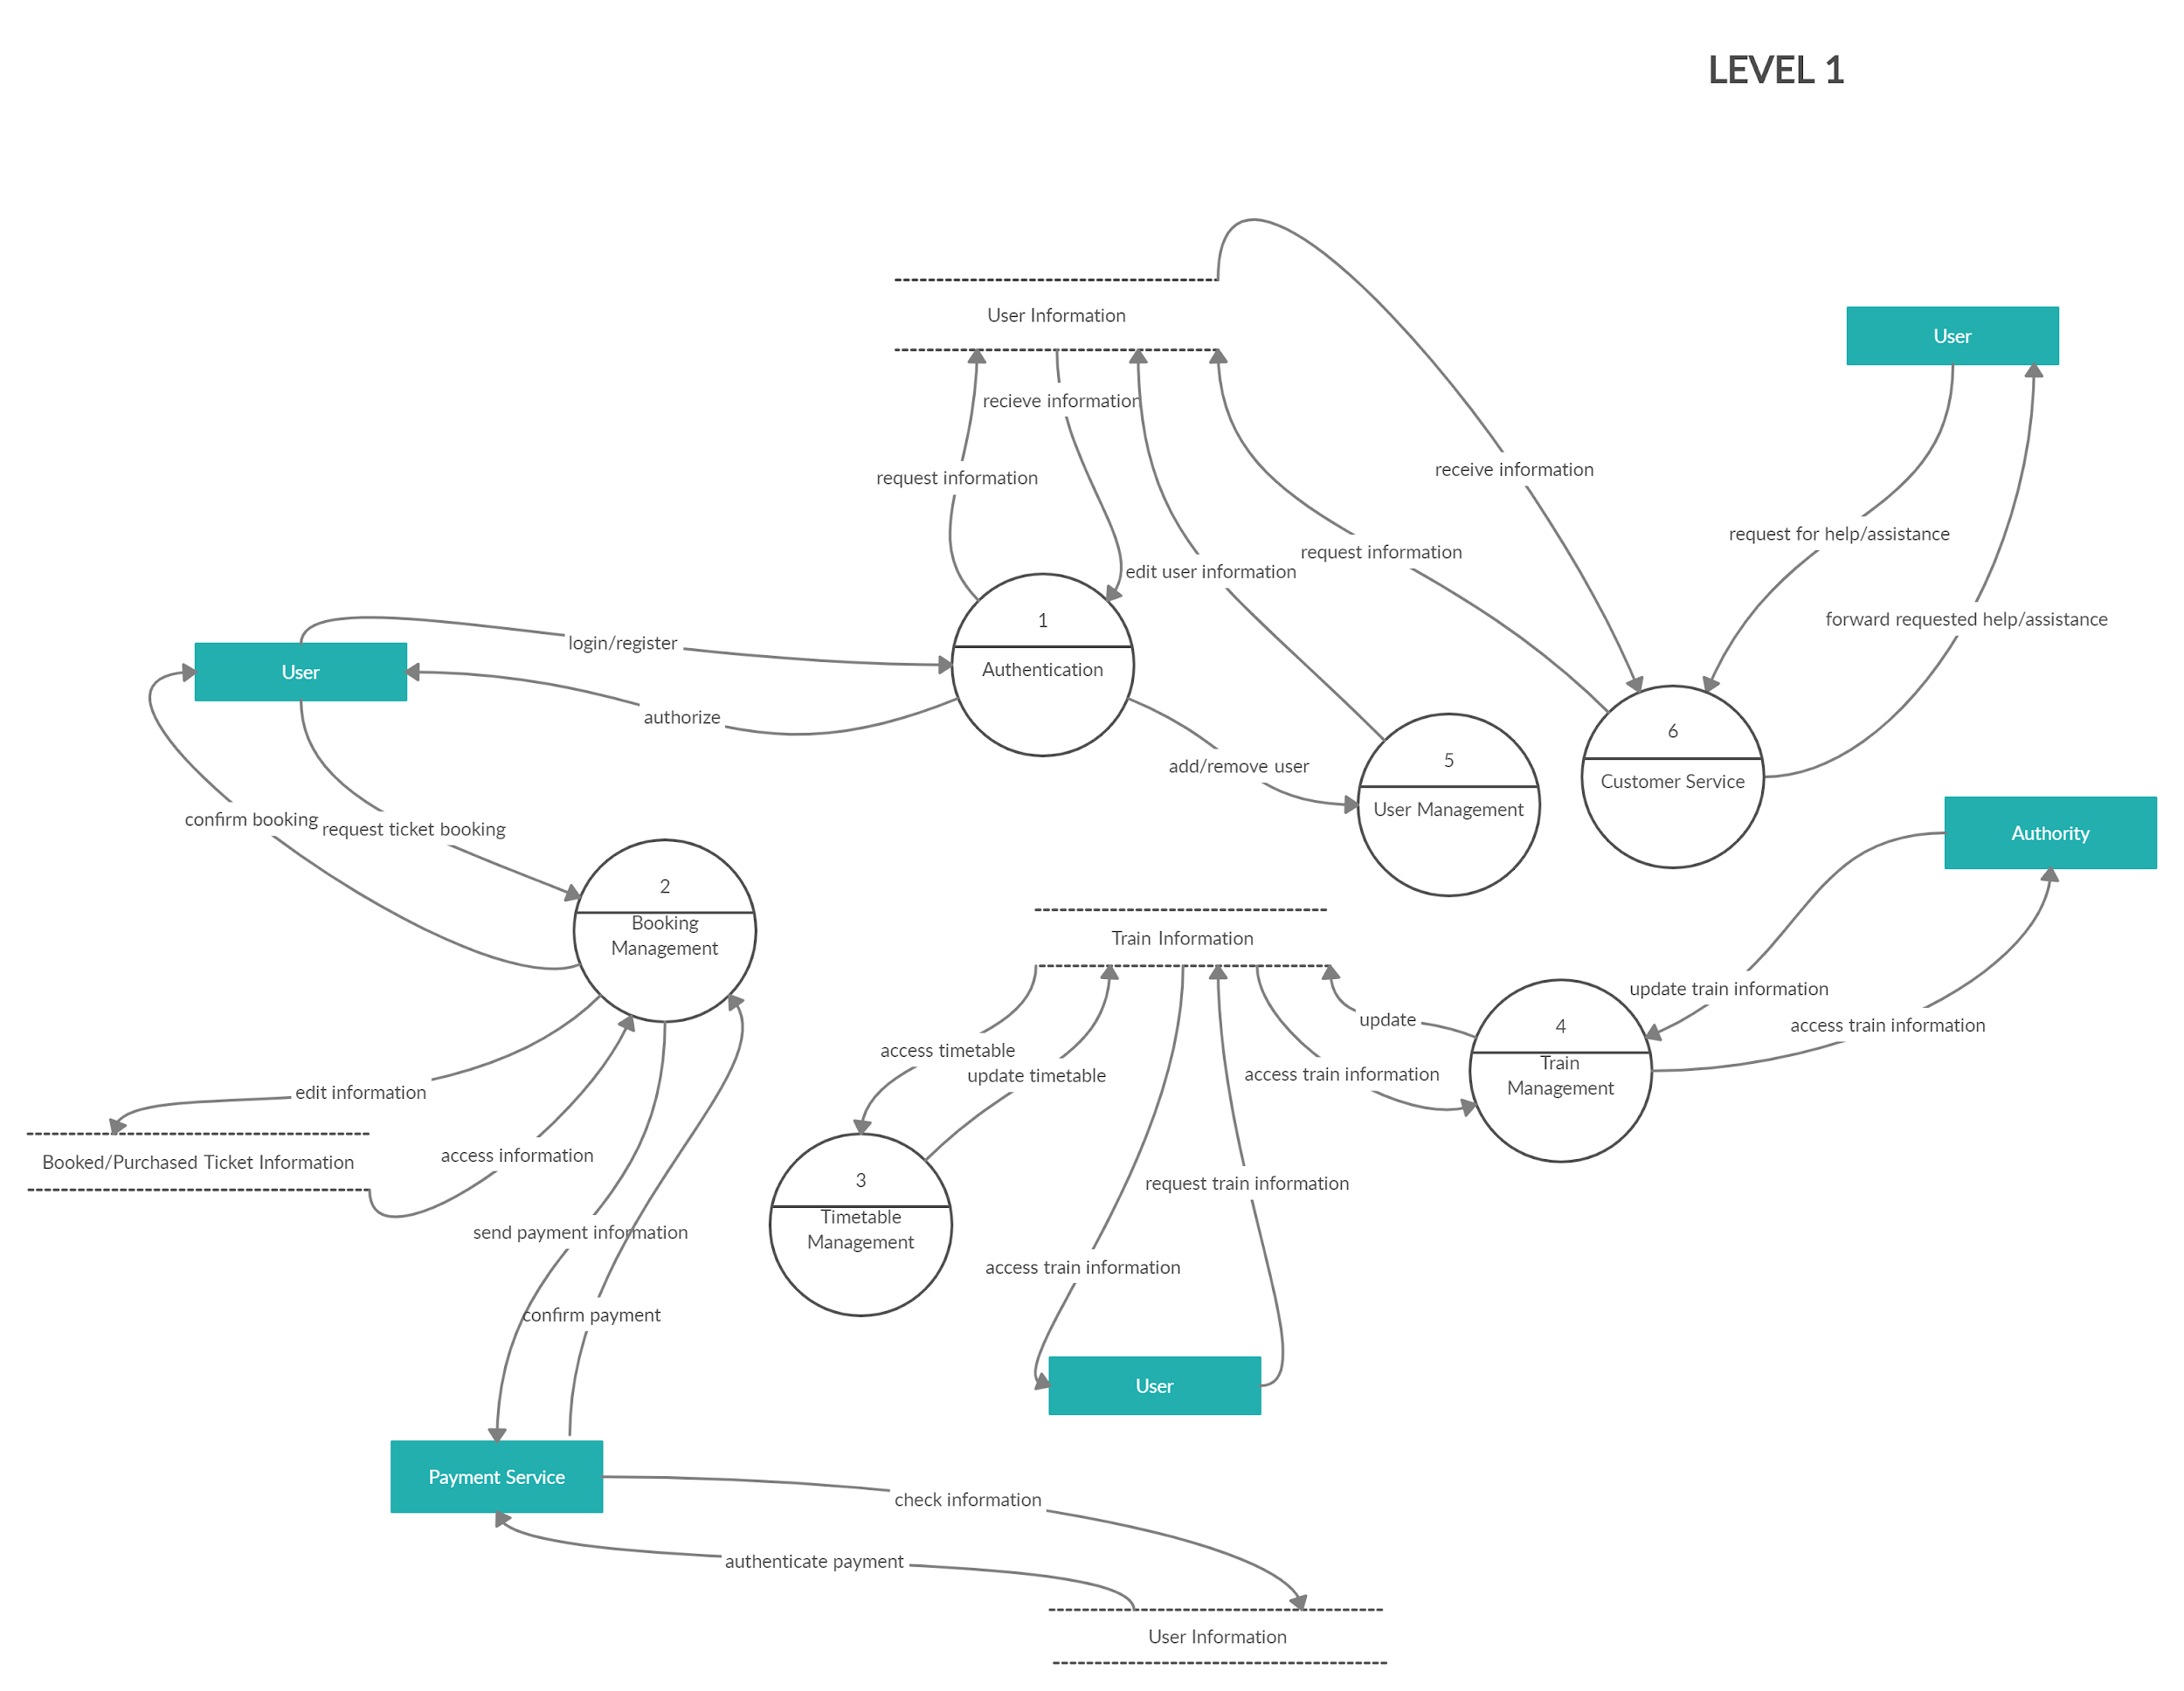 LEVEL 1
User Information
User
recieve information
receive information
request information
request for help/assistance
request information
edit user information
forward requested help/assistance
1
Authentication
login/register
User
authorize
6
Customer Service
add/remove user
5
User Management
confirm booking
request ticket booking
Authority
2
Booking
Management
Train Information
update train information
update
access train information
4
Train
Management
access timetable
update timetable
access train information
edit information
access information
Booked/Purchased Ticket Information
3
Timetable
Management
request train information
send payment information
access train information
confirm payment
User
Payment Service
check information
authenticate payment
User Information